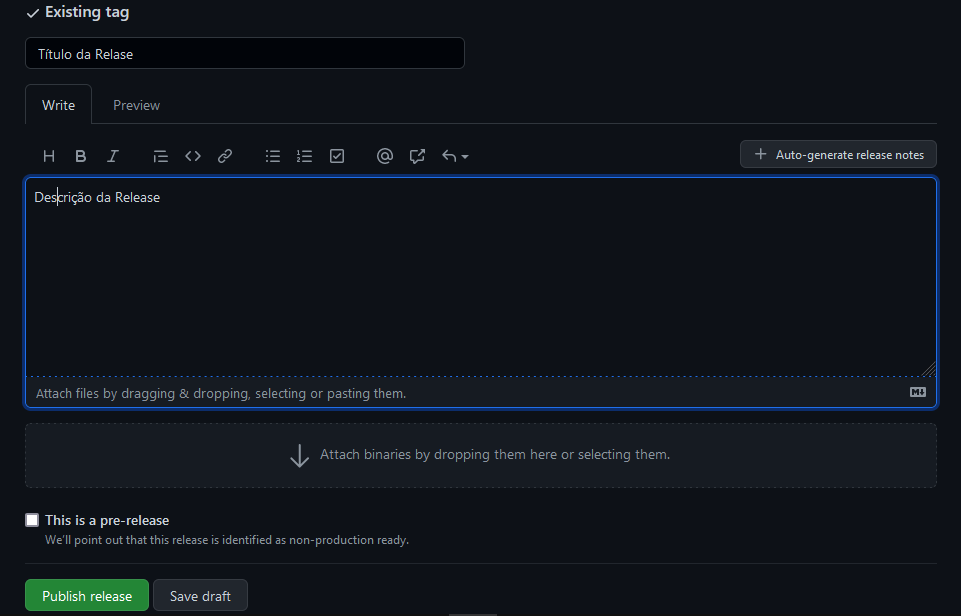 Existing tag
Título da Relase
Write Preview
H B I @
Auto-generate release notes
Descrição da Release
Attach files by dragging & dropping, selecting or pasting them.
Attach binaries by dropping them here or selecting them.
This is a pre-release
We'll point out that this release is identified as non-production ready.
Publish release Save draft